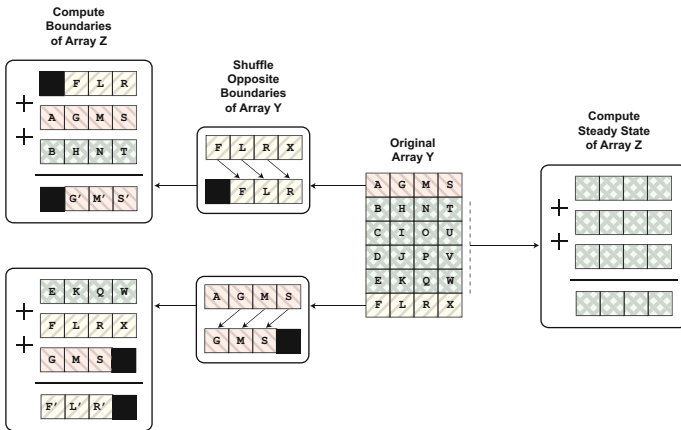 Compute
Boundaries
of Array Z
F L R
+
A G M S
+
B H N T
G' M' S'
E K Q W
+
F L R X
+
G M S
F' L' R'
Shuffle
Opposite
Boundaries
of Array Y
F L R X
F L R
A G M S
G M S
Original
Array Y
A G M S
B H N T
C I O U
D J P V
E K Q W
F L R X
Compute
Steady State
of Array Z
+
+